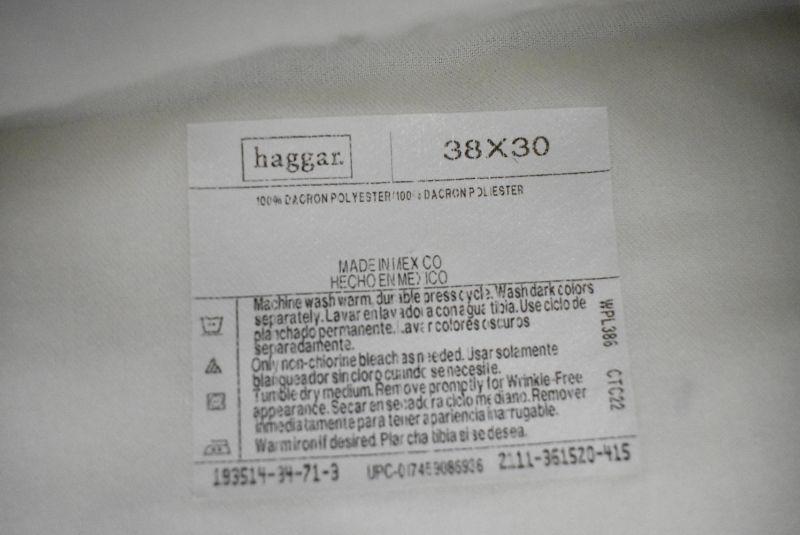 haggar.
38X30
100% DACRON POLYESTER/100% DACRON POLIESTER
MADE IN MEXICO
HECHO EN MEXICO
Machine wash warm, durable press cycle. Wash dark colors
separately. Lavar en lavadora con agua tibia. Use ciclo de
planchado permanente. Lavar colores oscuros
separadamente.
Only non-chlorine bleach as needed. Usar solamente
blanqueador sin cloro cuando se necesite.
Tumble dry medium. Remove promptly for Wrinkle-Free
appearance. Secar en secadora ciclo mediano. Remover
inmediatamente para tener apariencia inarrugable.
Warm iron if desired. Plancha tibia si se desea.
WPL386 CTC22
193514-34-71-3
2111-361520-415